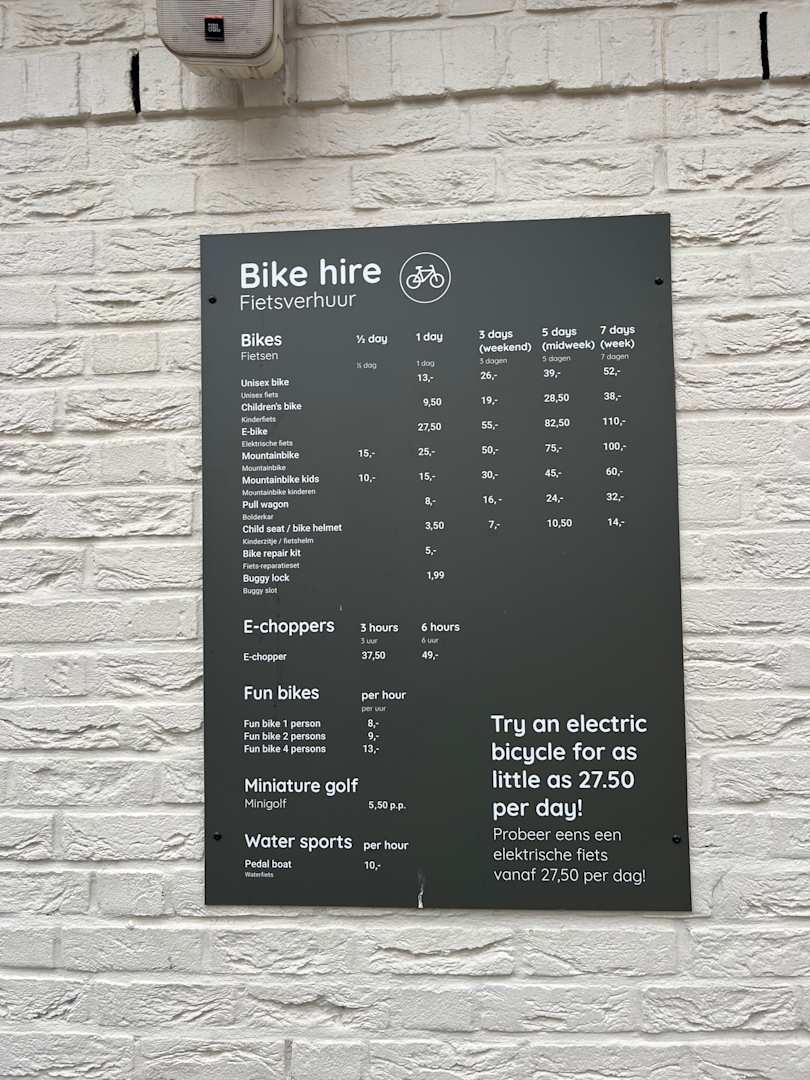 JBL
Bike hire
Fietsverhuur
Bikes ½ day 1 day 3 days (weekend) 5 days (midweek) 7 days (week)
Fietsen ½ dag 1 dag 3 dagen 5 dagen 7 dagen
Unisex bike 13,- 26,- 39,- 52,-
Unisex fiets
Children's bike 9,50 19,- 28,50 38,-
Kinderfiets
E-bike 27,50 55,- 82,50 110,-
Elektrische fiets
Mountainbike 15,- 25,- 50,- 75,- 100,-
Mountainbike
Mountainbike kids 10,- 15,- 30,- 45,- 60,-
Mountainbike kinderen
Pull wagon 8,- 16,- 24,- 32,-
Bolderkar
Child seat / bike helmet 3,50 7,- 10,50 14,-
Kinderzitje / fietshelm
Bike repair kit 5,-
Fiets-reparatieset
Buggy lock 1,99
Buggy slot
E-choppers 3 hours 6 hours
3 uur 6 uur
E-chopper 37,50 49,-
Fun bikes per hour
per uur
Fun bike 1 person 8,-
Fun bike 2 persons 9,-
Fun bike 4 persons 13,-
Miniature golf
Minigolf 5,50 p.p.
Water sports per hour
Pedal boat 10,-
Waterfiets
Try an electric
bicycle for as
little as 27.50
per day!
Probeer eens een
elektrische fiets
vanaf 27,50 per dag!